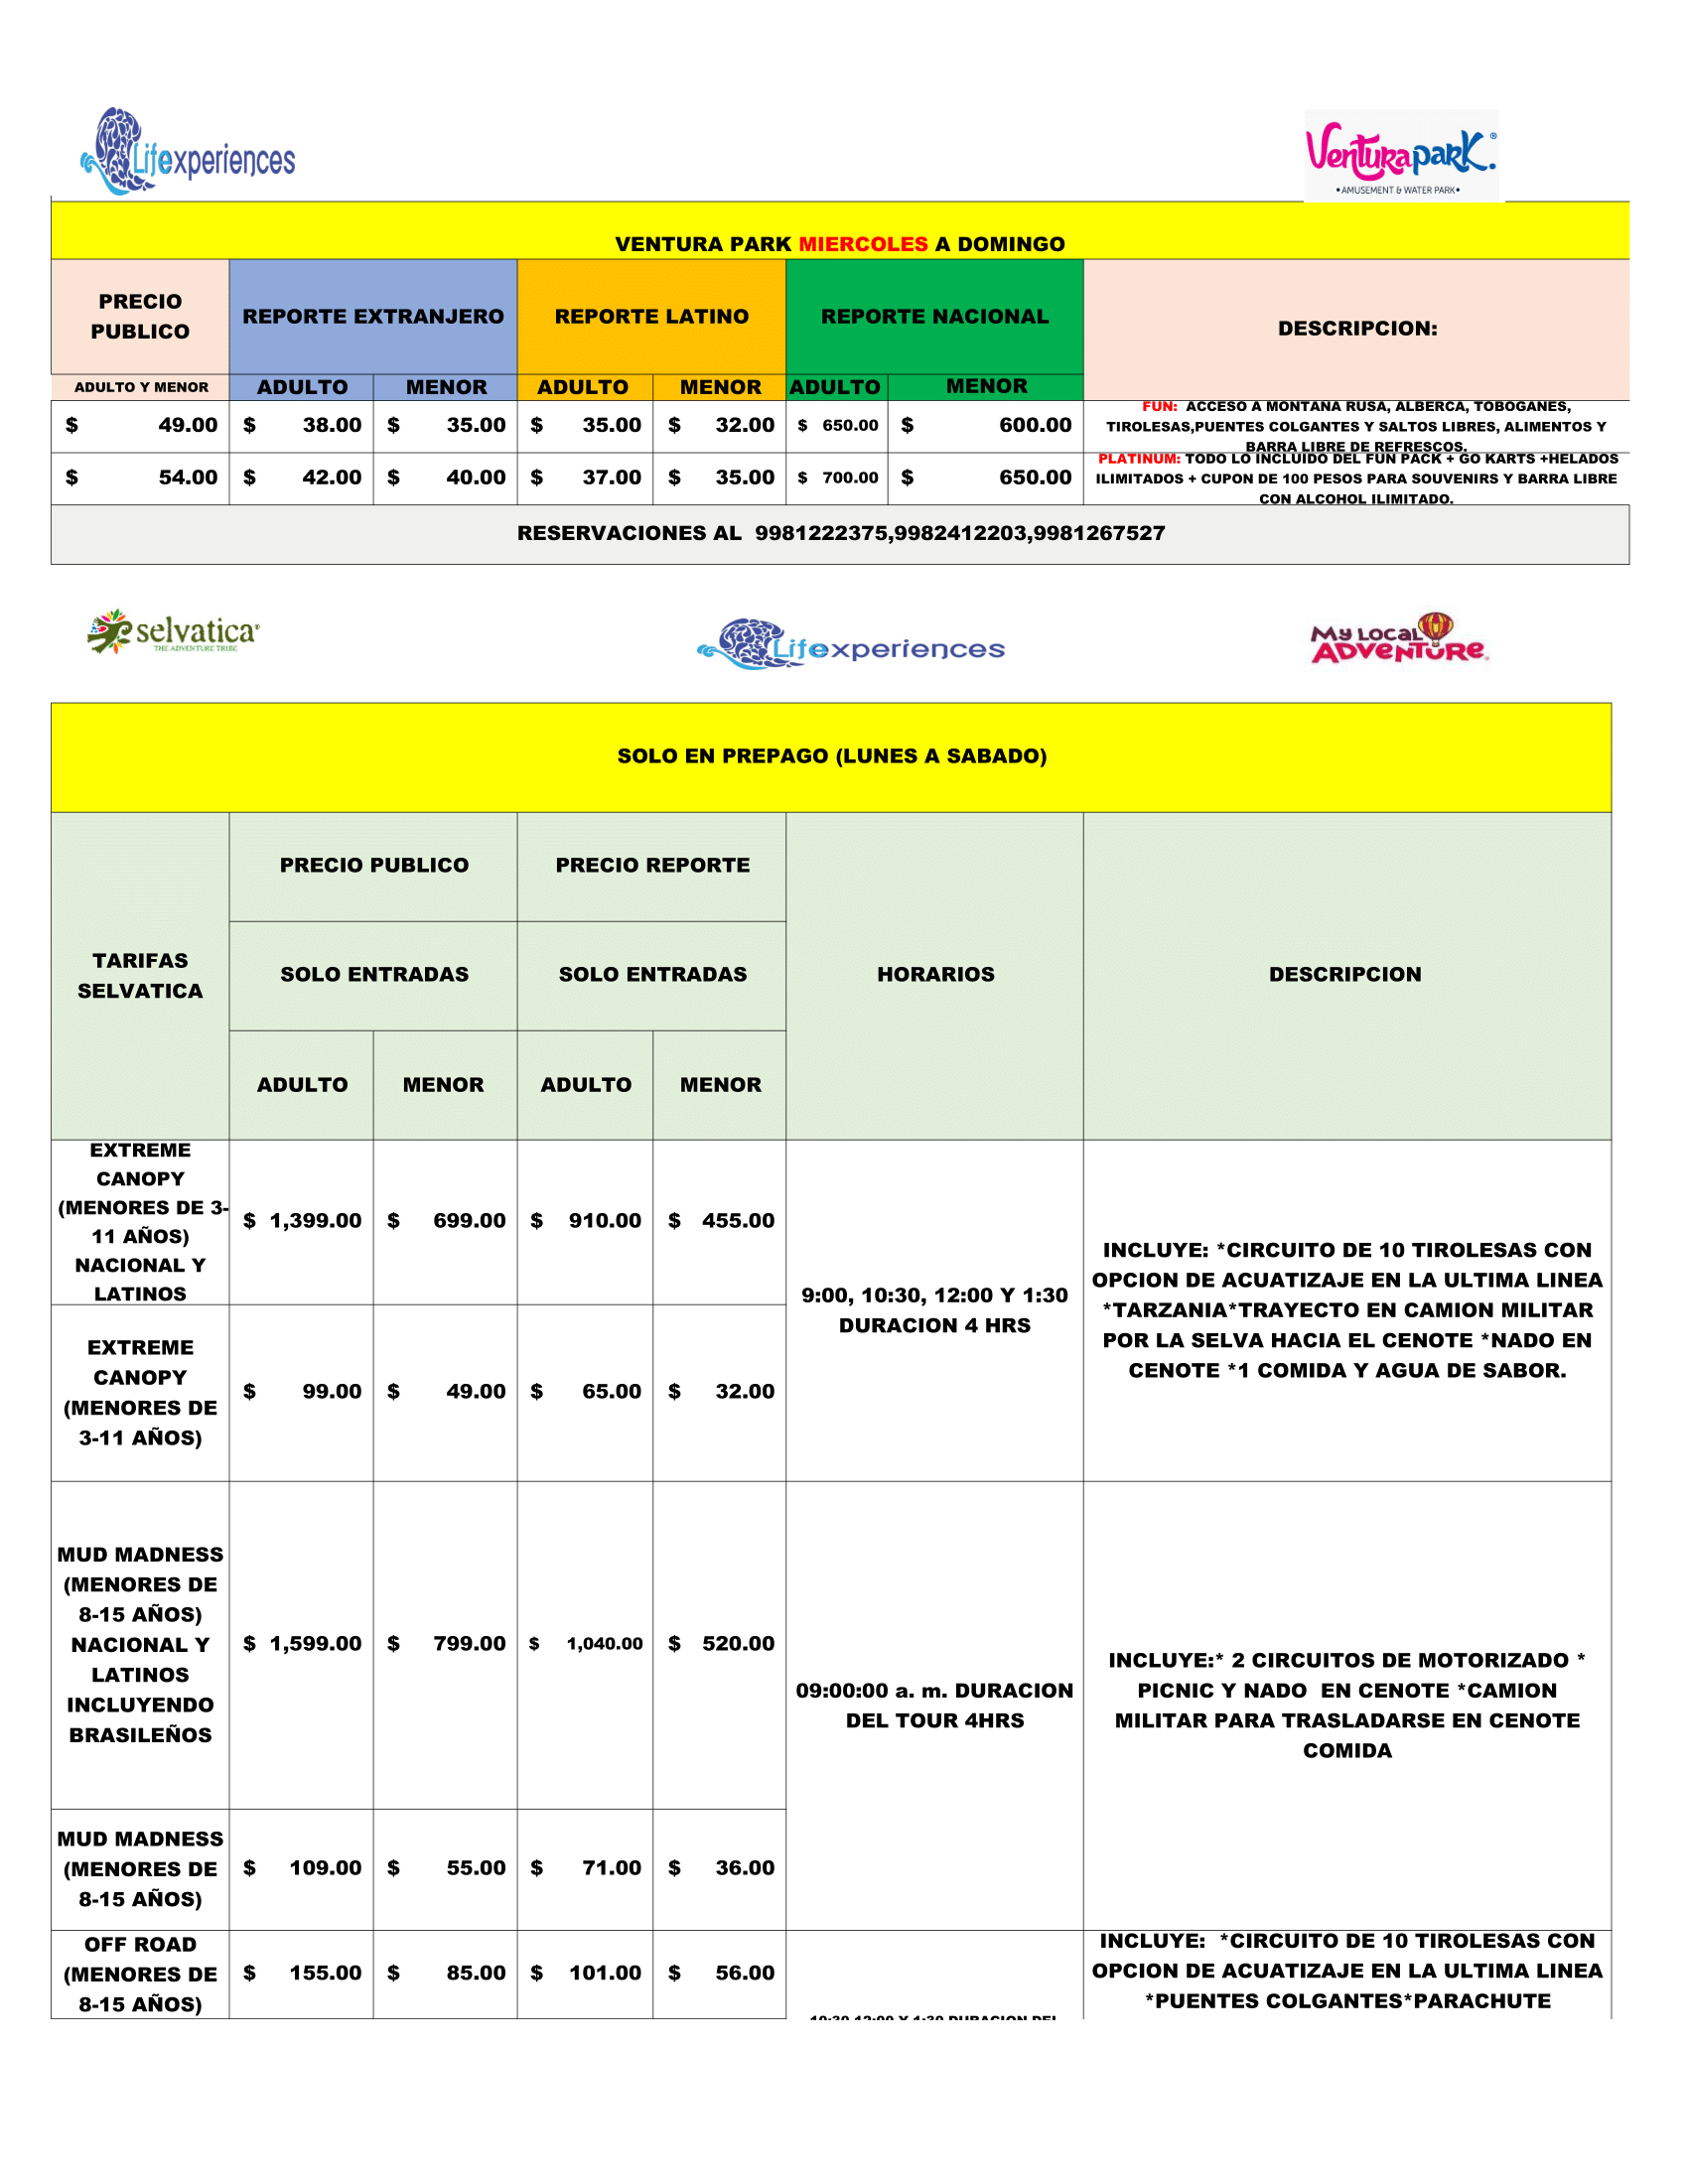 Lifexperiences
Venturapark.®
•AMUSEMENT & WATER PARK•
VENTURA PARK MIERCOLES A DOMINGO
PRECIO
PUBLICO
REPORTE EXTRANJERO
REPORTE LATINO
REPORTE NACIONAL
DESCRIPCION:
ADULTO Y MENOR
ADULTO
MENOR
ADULTO
MENOR
ADULTO
MENOR
$ 49.00 $ 38.00 $ 35.00 $ 35.00 $ 32.00 $ 650.00 $ 600.00
FUN: ACCESO A MONTANA RUSA, ALBERCA, TOBOGANES,
TIROLESAS,PUENTES COLGANTES Y SALTOS LIBRES, ALIMENTOS Y
BARRA LIBRE DE REFRESCOS.
$ 54.00 $ 42.00 $ 40.00 $ 37.00 $ 35.00 $ 700.00 $ 650.00
PLATINUM: TODO LO INCLUIDO DEL FUN PACK + GO KARTS +HELADOS
ILIMITADOS + CUPON DE 100 PESOS PARA SOUVENIRS Y BARRA LIBRE
CON ALCOHOL ILIMITADO.
RESERVACIONES AL 9981222375,9982412203,9981267527
selvatica®
THE ADVENTURE TRIBE
Lifexperiences
MY LOCAL
ADVENTURE
SOLO EN PREPAGO (LUNES A SABADO)
TARIFAS
SELVATICA
PRECIO PUBLICO
PRECIO REPORTE
SOLO ENTRADAS
SOLO ENTRADAS
HORARIOS
DESCRIPCION
ADULTO
MENOR
ADULTO
MENOR
EXTREME
CANOPY
(MENORES DE 3-
11 AÑOS)
NACIONAL Y
LATINOS
$ 1,399.00 $ 699.00 $ 910.00 $ 455.00
9:00, 10:30, 12:00 Y 1:30
DURACION 4 HRS
INCLUYE: *CIRCUITO DE 10 TIROLESAS CON
OPCION DE ACUATIZAJE EN LA ULTIMA LINEA
*TARZANIA*TRAYECTO EN CAMION MILITAR
POR LA SELVA HACIA EL CENOTE *NADO EN
CENOTE *1 COMIDA Y AGUA DE SABOR.
EXTREME
CANOPY
(MENORES DE
3-11 AÑOS)
$ 99.00 $ 49.00 $ 65.00 $ 32.00
MUD MADNESS
(MENORES DE
8-15 AÑOS)
NACIONAL Y
LATINOS
INCLUYENDO
BRASILEÑOS
$ 1,599.00 $ 799.00 $ 1,040.00 $ 520.00
09:00:00 a. m. DURACION
DEL TOUR 4HRS
INCLUYE:* 2 CIRCUITOS DE MOTORIZADO *
PICNIC Y NADO EN CENOTE *CAMION
MILITAR PARA TRASLADARSE EN CENOTE
COMIDA
MUD MADNESS
(MENORES DE
8-15 AÑOS)
$ 109.00 $ 55.00 $ 71.00 $ 36.00
OFF ROAD
(MENORES DE
8-15 AÑOS)
$ 155.00 $ 85.00 $ 101.00 $ 56.00
10:30 12:00 Y 1:30 DURACION DEL
INCLUYE: *CIRCUITO DE 10 TIROLESAS CON
OPCION DE ACUATIZAJE EN LA ULTIMA LINEA
*PUENTES COLGANTES*PARACHUTE